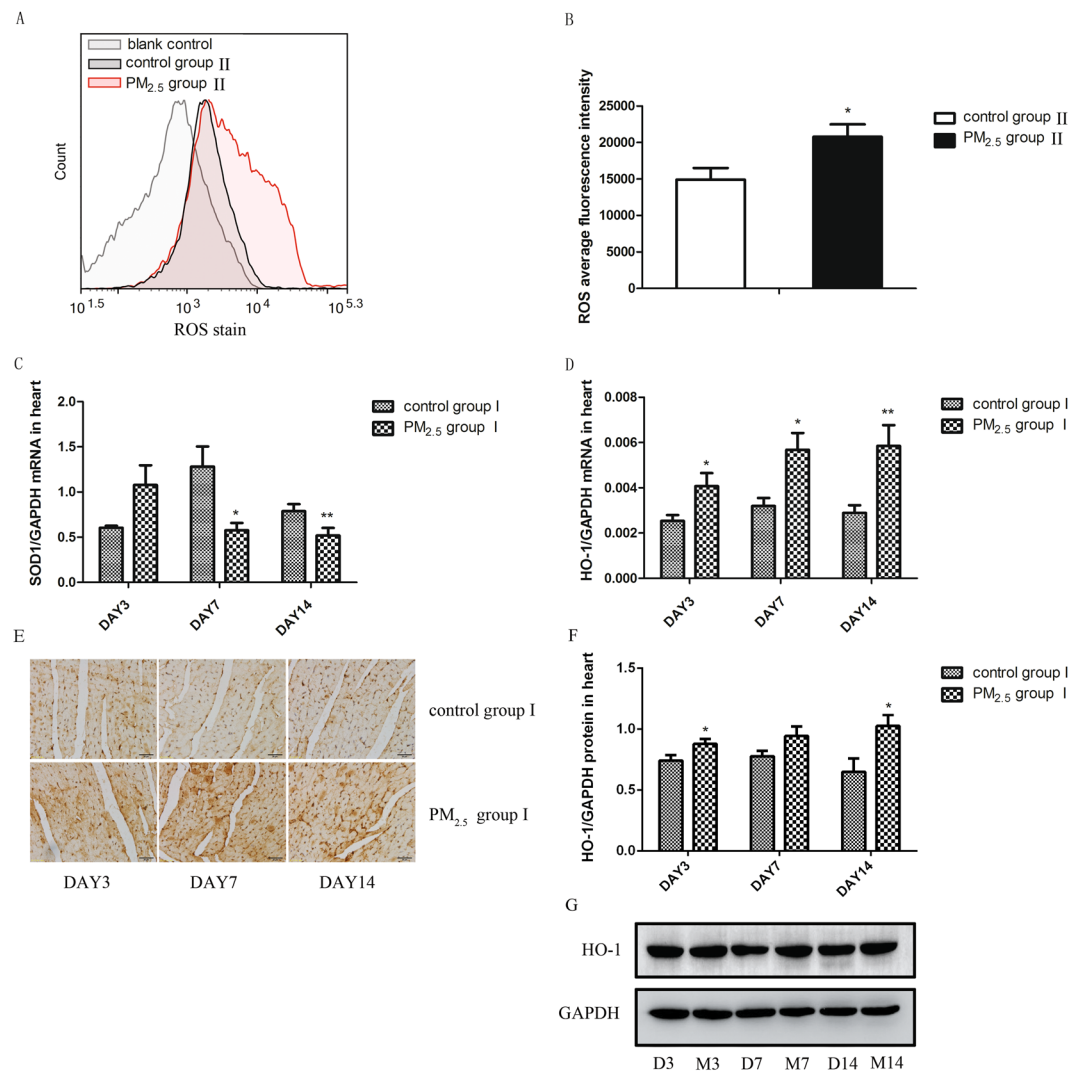 A
blank control
control group II
PM2.5 group II
Count
10^1.5
10^3
10^4
10^5.3
ROS stain
B
ROS average fluorescence intensity
25000
20000
15000
10000
5000
0
*
control group II
PM2.5 group II
C
SOD1/GAPDH mRNA in heart
2.0
1.5
1.0
0.5
0.0
*
**
DAY3
DAY7
DAY14
control group I
PM2.5 group I
D
HO-1/GAPDH mRNA in heart
0.008
0.006
0.004
0.002
0.000
*
*
**
DAY3
DAY7
DAY14
control group I
PM2.5 group I
E
control group I
PM2.5 group I
DAY3
DAY7
DAY14
F
HO-1/GAPDH protein in heart
1.5
1.0
0.5
0.0
*
*
DAY3
DAY7
DAY14
control group I
PM2.5 group I
G
HO-1
GAPDH
D3 M3 D7 M7 D14 M14